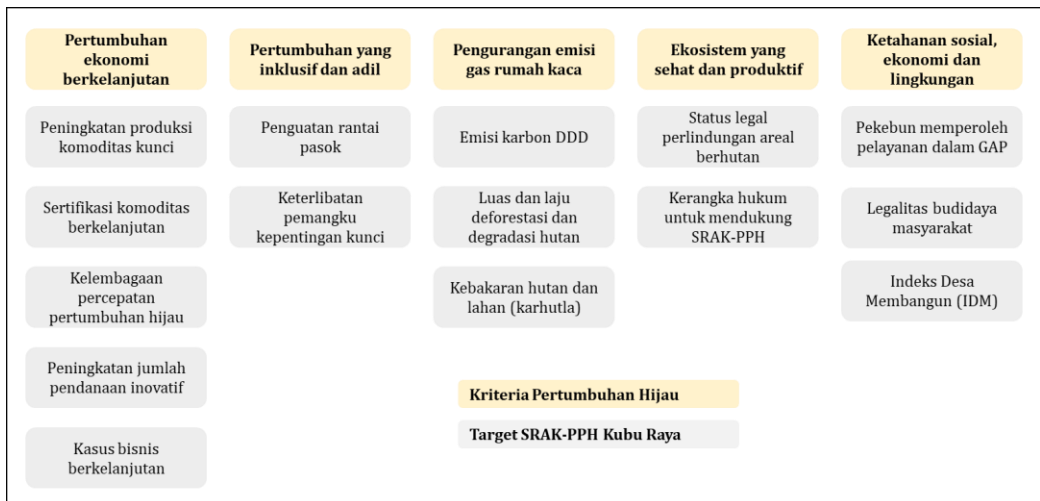 Pertumbuhan
ekonomi
berkelanjutan
Peningkatan produksi
komoditas kunci
Sertifikasi komoditas
berkelanjutan
Kelembagaan
percepatan
pertumbuhan hijau
Peningkatan jumlah
pendanaan inovatif
Kasus bisnis
berkelanjutan
Pertumbuhan yang
inklusif dan adil
Penguatan rantai
pasok
Keterlibatan
pemangku
kepentingan kunci
Pengurangan emisi
gas rumah kaca
Emisi karbon DDD
Luas dan laju
deforestasi dan
degradasi hutan
Kebakaran hutan dan
lahan (karhutla)
Ekosistem yang
sehat dan produktif
Status legal
perlindungan areal
berhutan
Kerangka hukum
untuk mendukung
SRAK-PPH
Ketahanan sosial,
ekonomi dan
lingkungan
Pekebun memperoleh
pelayanan dalam GAP
Legalitas budidaya
masyarakat
Indeks Desa
Membangun (IDM)
Kriteria Pertumbuhan Hijau
Target SRAK-PPH Kubu Raya